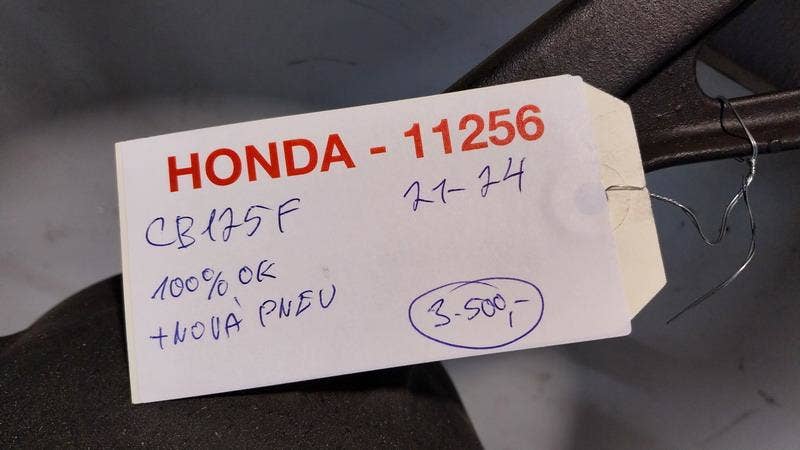 HONDA - 11256
CB125F 21-24
100% OK
+NOVÁ PNEU
3.500,-